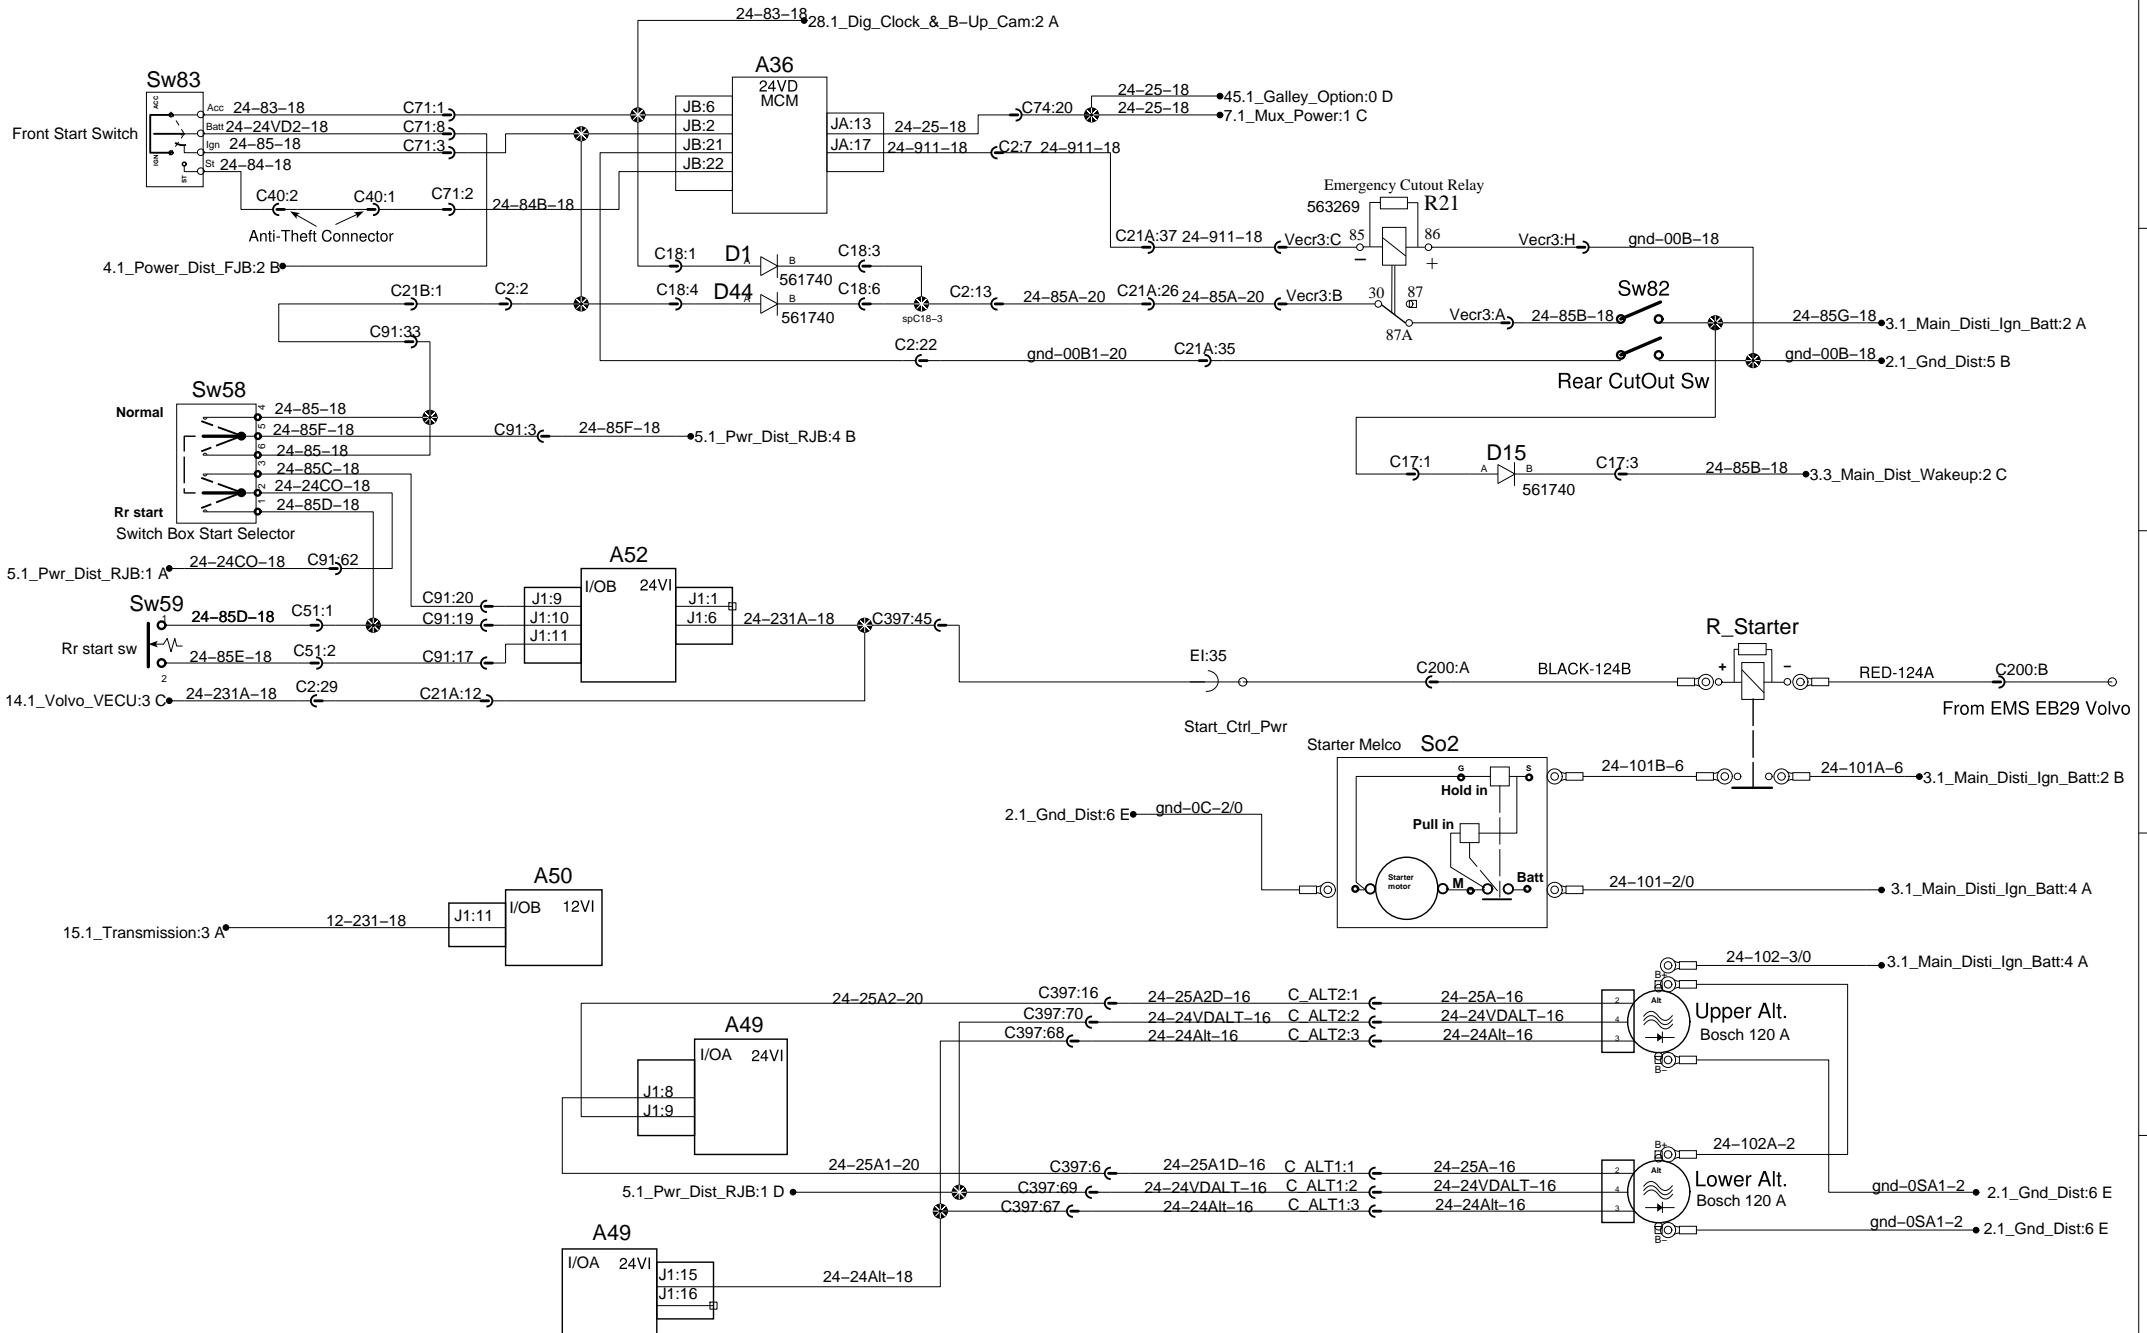 24-83-18
28.1_Dig_Clock_&_B-Up_Cam:2 A
Sw83
ACC
IGN
ST
Front Start Switch
Acc 24-83-18 C71:1
Batt 24-24VD2-18 C71:8
Ign 24-85-18 C71:3
St 24-84-18
C40:2 C40:1 C71:2 24-84B-18
Anti-Theft Connector
4.1_Power_Dist_FJB:2 B
A36
24VD
MCM
JB:6
JB:2
JB:21
JB:22
JA:13 24-25-18
JA:17 24-911-18 C2:7 24-911-18
C74:20
24-25-18 45.1_Galley_Option:0 D
24-25-18 7.1_Mux_Power:1 C
Emergency Cutout Relay
563269 R21
C21A:37 24-911-18 Vecr3:C 85 86 Vecr3:H gnd-00B-18
- +
C18:1 D1 A B C18:3
561740
C21B:1 C2:2 C18:4 D44 A B C18:6 C2:13 24-85A-20 C21A:26 24-85A-20 Vecr3:B 30 87
561740
spC18-3
87A
Sw82
Vecr3:A 24-85B-18 24-85G-18 3.1_Main_Disti_Ign_Batt:2 A
C91:33
C2:22 gnd-00B1-20 C21A:35 gnd-00B-18 2.1_Gnd_Dist:5 B
Rear CutOut Sw
Sw58
Normal
4 24-85-18
5 24-85F-18 C91:3 24-85F-18 5.1_Pwr_Dist_RJB:4 B
6 24-85-18
3 24-85C-18
2 24-24CO-18
1 24-85D-18
Rr start
Switch Box Start Selector
C17:1 A D15 B C17:3 24-85B-18 3.3_Main_Dist_Wakeup:2 C
561740
5.1_Pwr_Dist_RJB:1 A 24-24CO-18 C91:62
A52
I/OB 24VI
Sw59
C91:20 J1:9 J1:1
1 24-85D-18 C51:1 C91:19 J1:10 J1:6 24-231A-18 C397:45
J1:11
Rr start sw
24-85E-18 C51:2 C91:17
2
14.1_Volvo_VECU:3 C 24-231A-18 C2:29 C21A:12
R_Starter
EI:35 C200:A BLACK-124B + - RED-124A C200:B
From EMS EB29 Volvo
Start_Ctrl_Pwr
Starter Melco So2
G S
Hold in
24-101B-6 24-101A-6 3.1_Main_Disti_Ign_Batt:2 B
2.1_Gnd_Dist:6 E gnd-0C-2/0
Pull in
Starter
motor
M Batt
24-101-2/0 3.1_Main_Disti_Ign_Batt:4 A
A50
J1:11 I/OB 12VI
15.1_Transmission:3 A 12-231-18
24-102-3/0 3.1_Main_Disti_Ign_Batt:4 A
B+
24-25A2-20 C397:16 24-25A2D-16 C_ALT2:1 24-25A-16 2 Alt
C397:70 24-24VDALT-16 C_ALT2:2 24-24VDALT-16 4
C397:68 24-24Alt-16 C_ALT2:3 24-24Alt-16 3
Upper Alt.
Bosch 120 A
B-
A49
I/OA 24VI
J1:8
J1:9
B+ 24-102A-2
24-25A1-20 C397:6 24-25A1D-16 C_ALT1:1 24-25A-16 2 Alt
5.1_Pwr_Dist_RJB:1 D C397:69 24-24VDALT-16 C_ALT1:2 24-24VDALT-16 4
C397:67 24-24Alt-16 C_ALT1:3 24-24Alt-16 3
Lower Alt.
Bosch 120 A
B-
gnd-0SA1-2 2.1_Gnd_Dist:6 E
gnd-0SA1-2 2.1_Gnd_Dist:6 E
A49
I/OA 24VI
J1:15 24-24Alt-18
J1:16